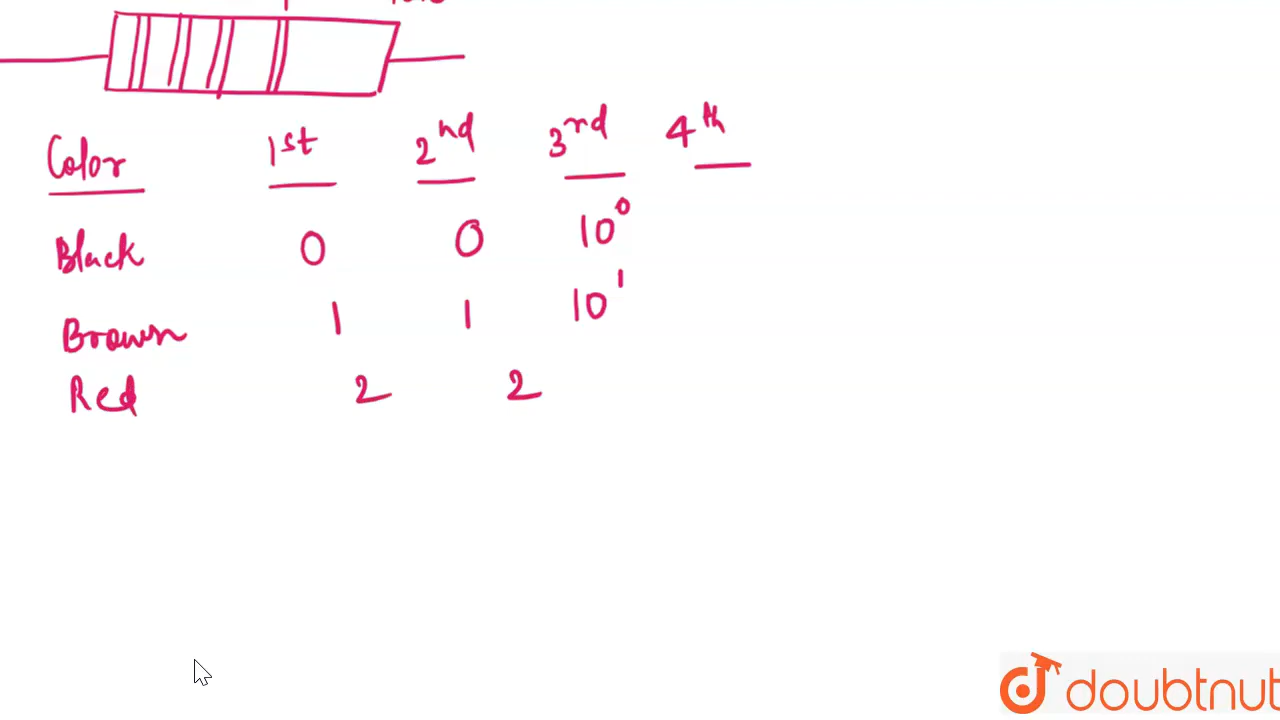 Color 1st 2nd 3rd 4th
Black 0 0 10⁰
Brown 1 1 10¹
Red 2 2
doubtnut